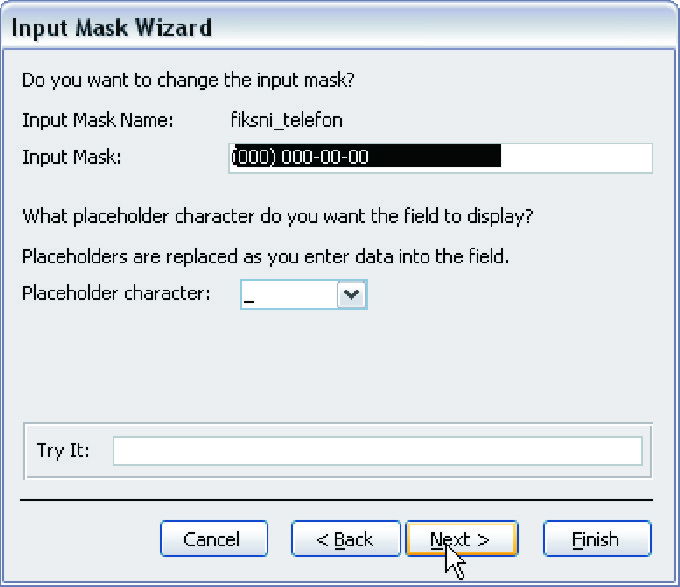 Input Mask Wizard
Do you want to change the input mask?
Input Mask Name: fiksni_telefon
Input Mask: (000) 000-00-00
What placeholder character do you want the field to display?
Placeholders are replaced as you enter data into the field.
Placeholder character: _
Try It:
Cancel < Back Next > Finish